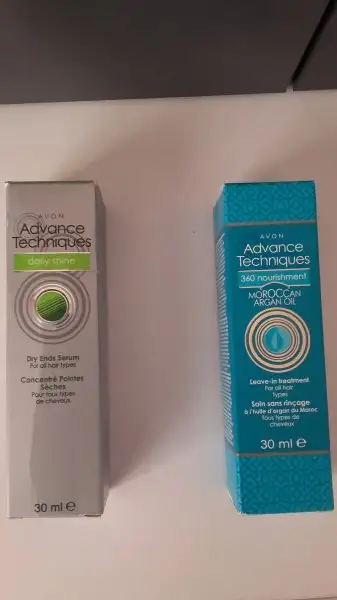 AVON
Advance
Techniques
daily shine
Dry Ends Serum
For all hair types
Concentré Pointes
Sèches
Pour tous types
de cheveux
30 ml e
AVON
Advance
Techniques
360 nourishment
MOROCCAN
ARGAN OIL
Leave-in treatment
For all hair
types
Soin sans rinçage
à l'huile d'argan du Maroc
Tous types de
cheveux
30 ml e